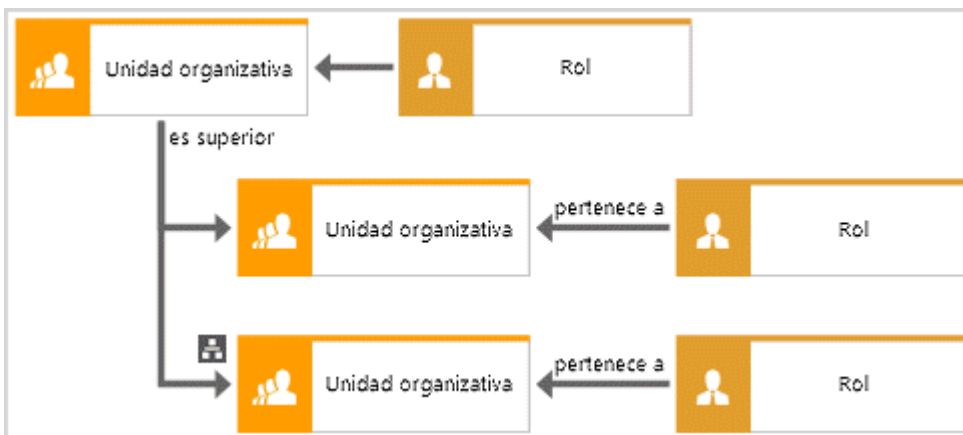 Unidad organizativa
Rol
es superior
Unidad organizativa
pertenece a
Rol
Unidad organizativa
pertenece a
Rol